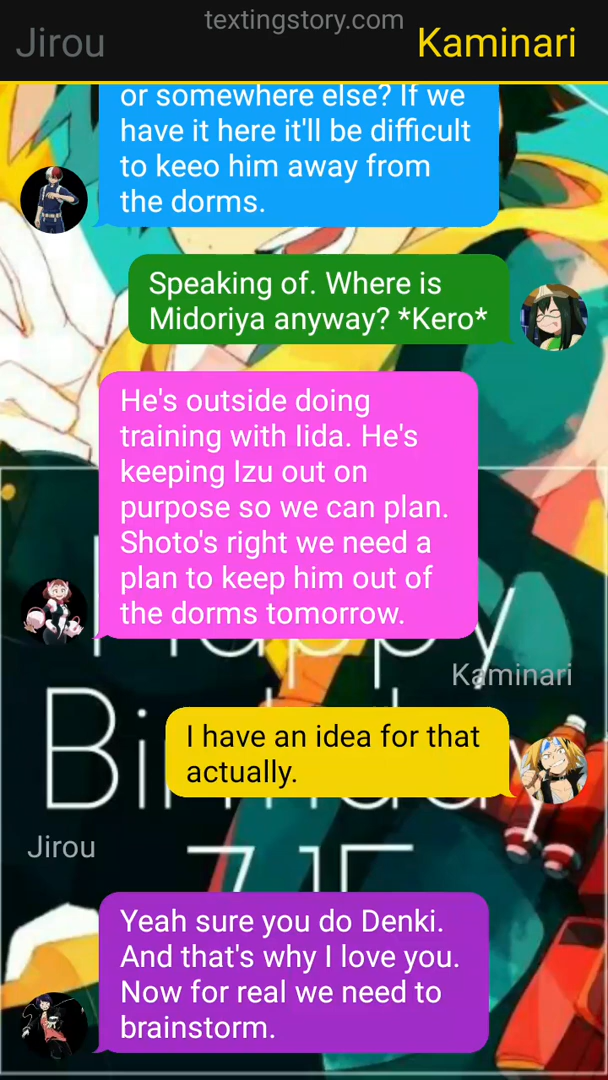 textingstory.com
Jirou
Kaminari
or somewhere else? If we
have it here it'll be difficult
to keeo him away from
the dorms.
Speaking of. Where is
Midoriya anyway? *Kero*
He's outside doing
training with Iida. He's
keeping Izu out on
purpose so we can plan.
Shoto's right we need a
plan to keep him out of
the dorms tomorrow.
Happy
Kaminari
Birthday
I have an idea for that
actually.
Jirou
7.15
Yeah sure you do Denki.
And that's why I love you.
Now for real we need to
brainstorm.